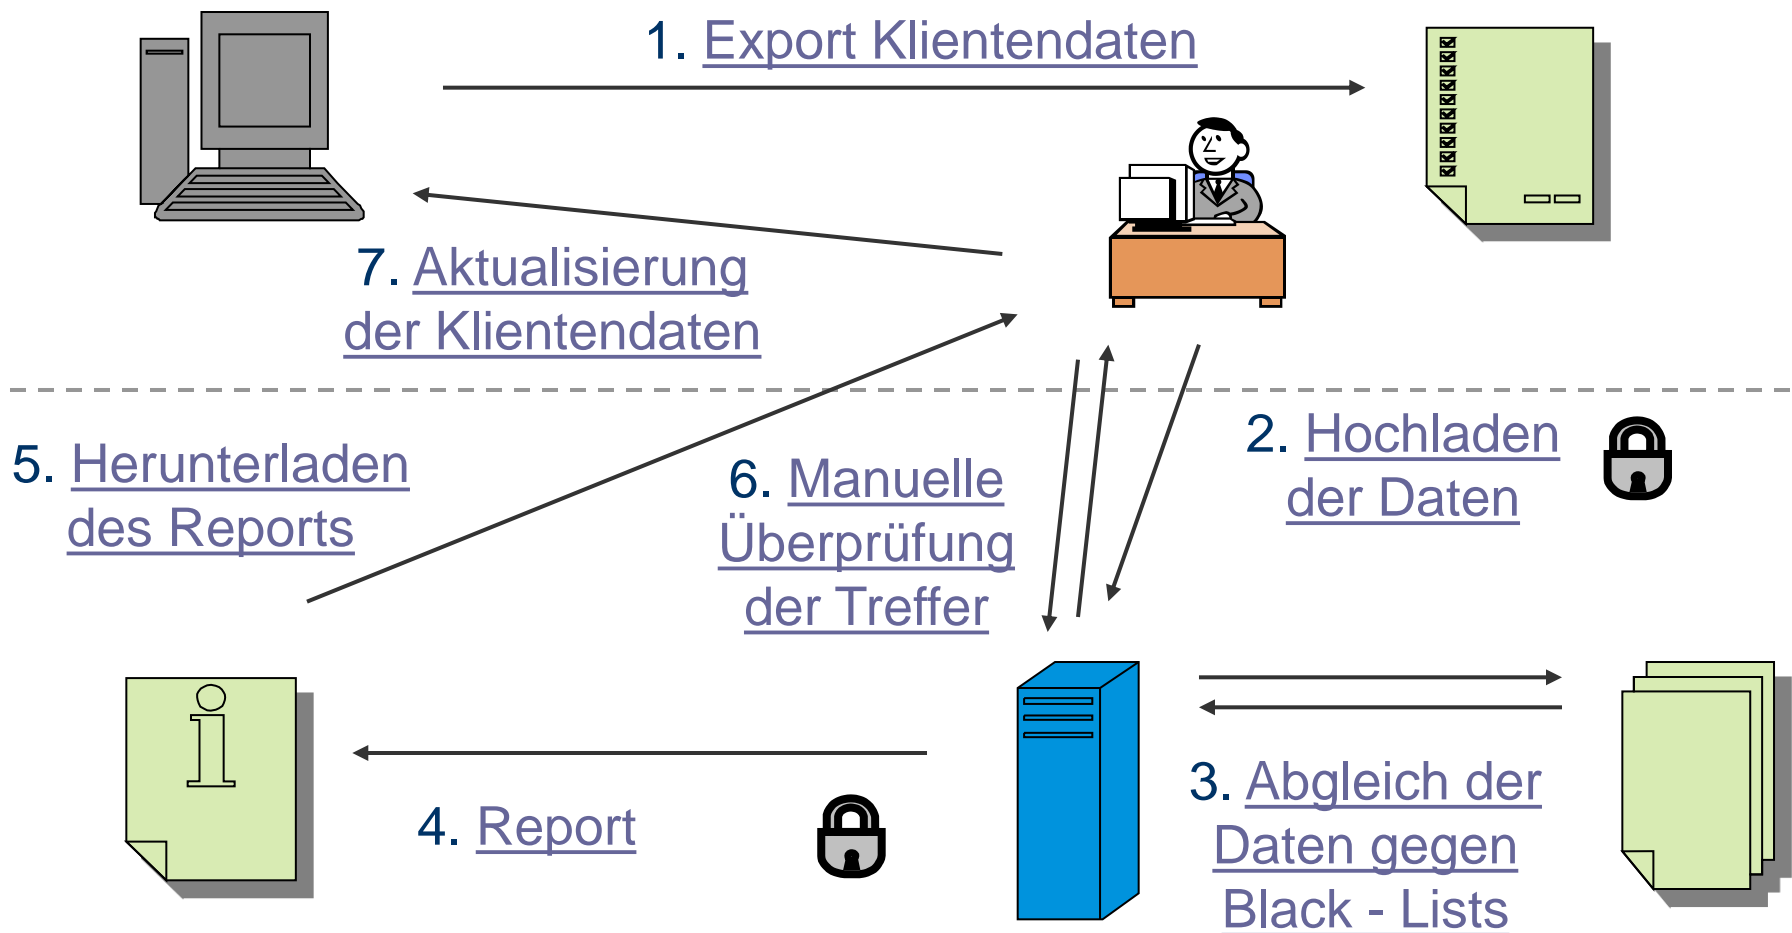 1. Export Klientendaten
7. Aktualisierung
der Klientendaten
2. Hochladen
der Daten
5. Herunterladen
des Reports
6. Manuelle
Überprüfung
der Treffer
3. Abgleich der
Daten gegen
Black - Lists
4. Report